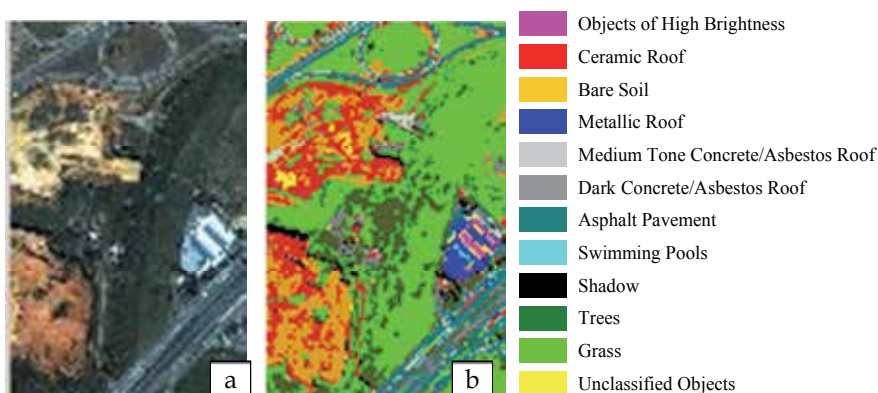 a
b
Objects of High Brightness
Ceramic Roof
Bare Soil
Metallic Roof
Medium Tone Concrete/Asbestos Roof
Dark Concrete/Asbestos Roof
Asphalt Pavement
Swimming Pools
Shadow
Trees
Grass
Unclassified Objects